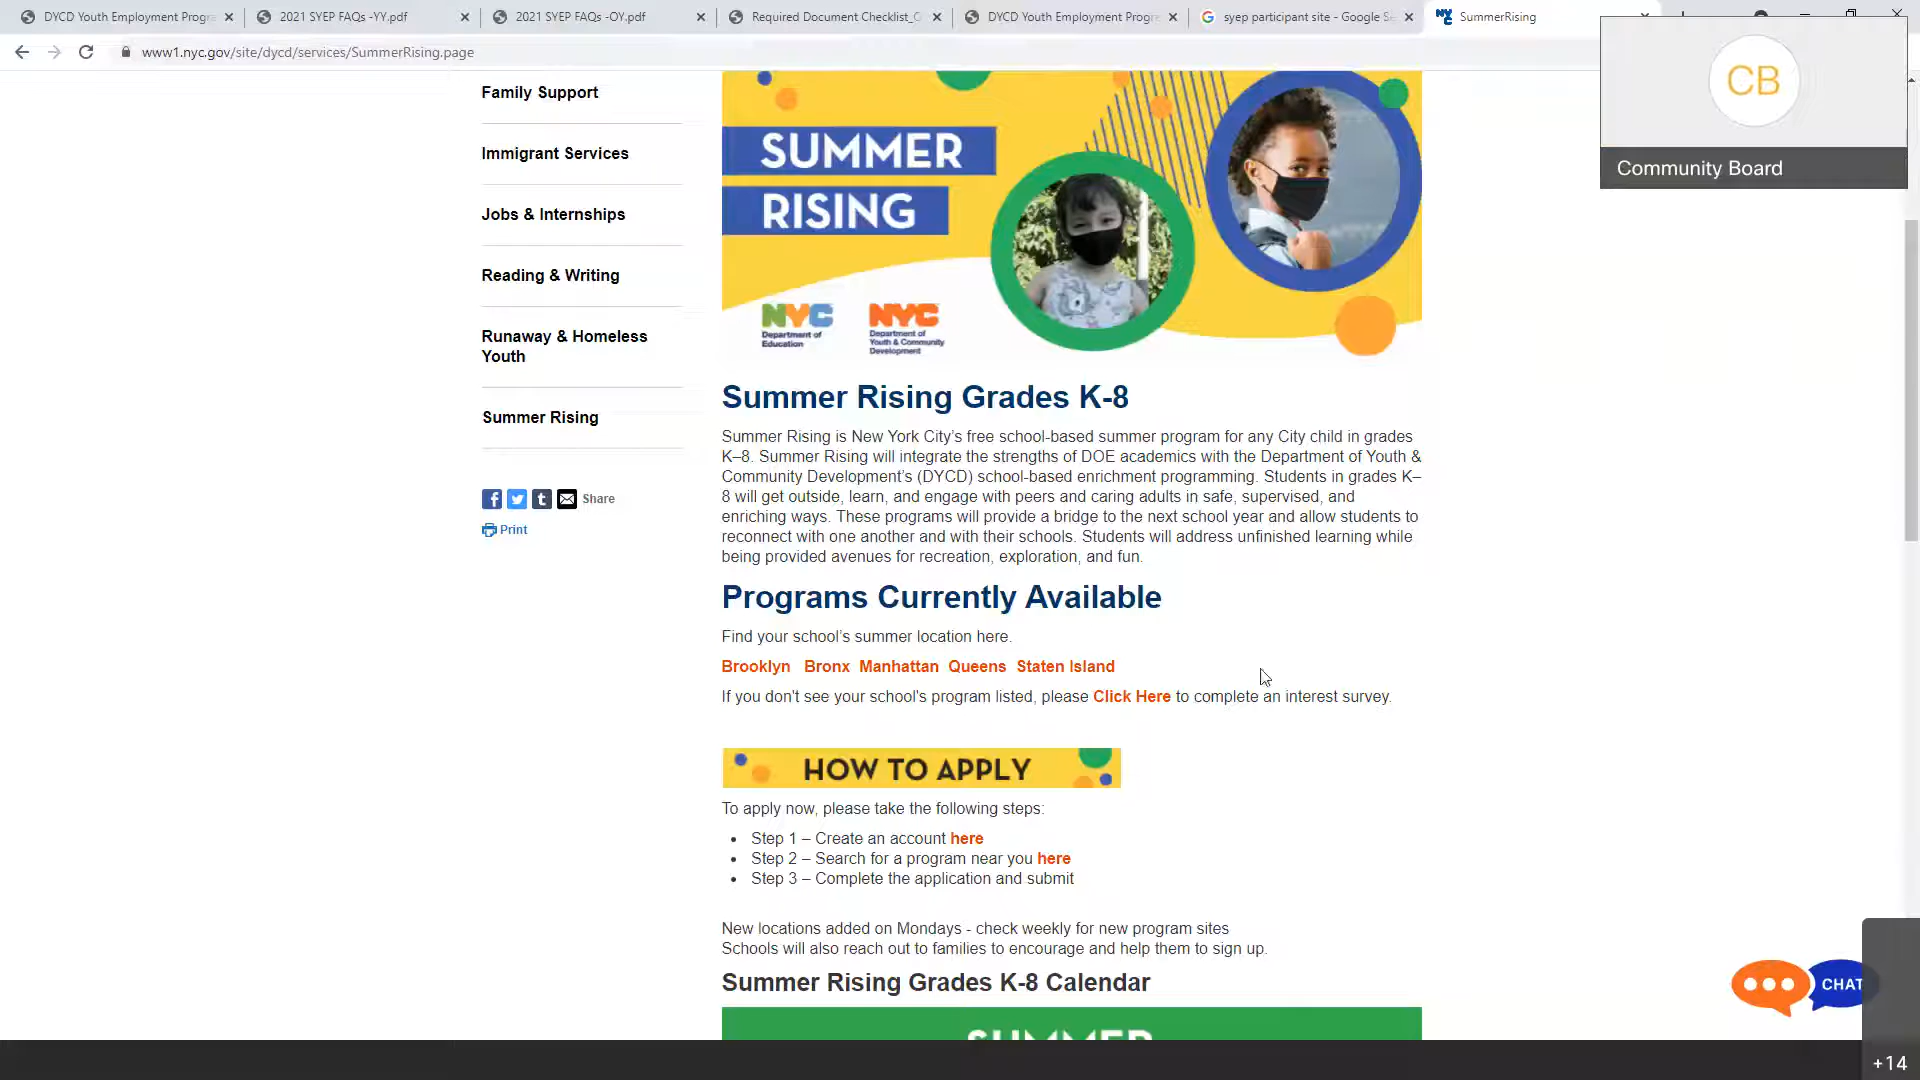 DYCD Youth Employment Progr
2021 SYEP FAQs -YY.pdf
2021 SYEP FAQs -OY.pdf
Required Document Checklist_C
DYCD Youth Employment Progr
syep participant site - Google Se
SummerRising
www1.nyc.gov/site/dycd/services/SummerRising.page
CB
Community Board
Family Support
Immigrant Services
Jobs & Internships
Reading & Writing
Runaway & Homeless
Youth
Summer Rising
Share
Print
SUMMER
RISING
NYC
Department of
Education
NYC
Department of
Youth & Community
Development
Summer Rising Grades K-8
Summer Rising is New York City’s free school-based summer program for any City child in grades
K–8. Summer Rising will integrate the strengths of DOE academics with the Department of Youth &
Community Development’s (DYCD) school-based enrichment programming. Students in grades K–
8 will get outside, learn, and engage with peers and caring adults in safe, supervised, and
enriching ways. These programs will provide a bridge to the next school year and allow students to
reconnect with one another and with their schools. Students will address unfinished learning while
being provided avenues for recreation, exploration, and fun.
Programs Currently Available
Find your school’s summer location here.
Brooklyn Bronx Manhattan Queens Staten Island
If you don't see your school's program listed, please Click Here to complete an interest survey.
HOW TO APPLY
To apply now, please take the following steps:
• Step 1 – Create an account here
• Step 2 – Search for a program near you here
• Step 3 – Complete the application and submit
New locations added on Mondays - check weekly for new program sites
Schools will also reach out to families to encourage and help them to sign up.
Summer Rising Grades K-8 Calendar
SUMMER
CHAT
+14